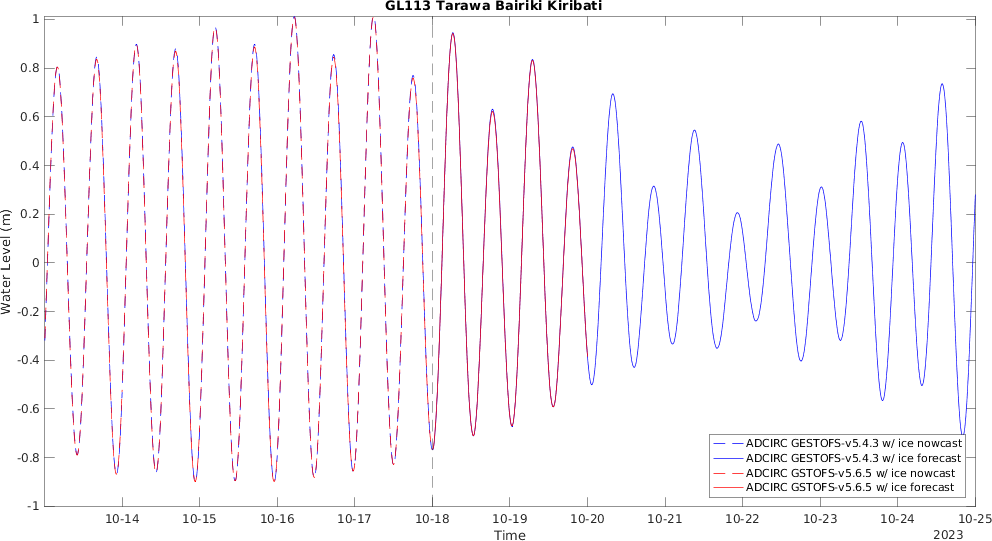 GL113 Tarawa Bairiki Kiribati
1
0.8
0.6
0.4
0.2
0
-0.2
-0.4
-0.6
-0.8
-1
Water Level (m)
ADCIRC GESTOFS-v5.4.3 w/ ice nowcast
ADCIRC GESTOFS-v5.4.3 w/ ice forecast
ADCIRC GSTOFS-v5.6.5 w/ ice nowcast
ADCIRC GSTOFS-v5.6.5 w/ ice forecast
10-14 10-15 10-16 10-17 10-18 10-19 10-20 10-21 10-22 10-23 10-24 10-25
Time 2023